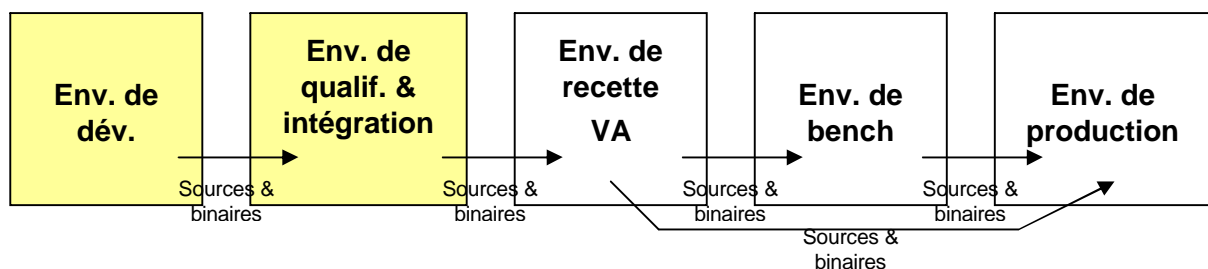 Env. de
dév.
Env. de
qualif. &
intégration
Env. de
recette
VA
Env. de
bench
Env. de
production
Sources &
binaires
Sources &
binaires
Sources &
binaires
Sources &
binaires
Sources &
binaires